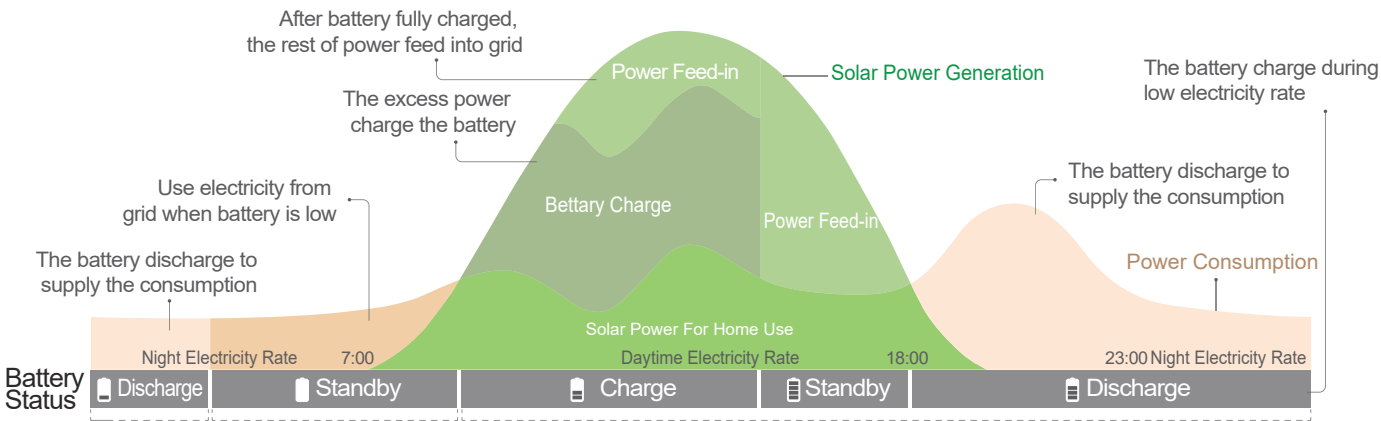 After battery fully charged,
the rest of power feed into grid
Power Feed-in
Solar Power Generation
The battery charge during
low electricity rate
The excess power
charge the battery
Use electricity from
grid when battery is low
Bettary Charge
Power Feed-in
The battery discharge to
supply the consumption
The battery discharge to
supply the consumption
Power Consumption
Solar Power For Home Use
Night Electricity Rate
7:00
Daytime Electricity Rate
18:00
23:00 Night Electricity Rate
Battery
Status
Discharge
Standby
Charge
Standby
Discharge